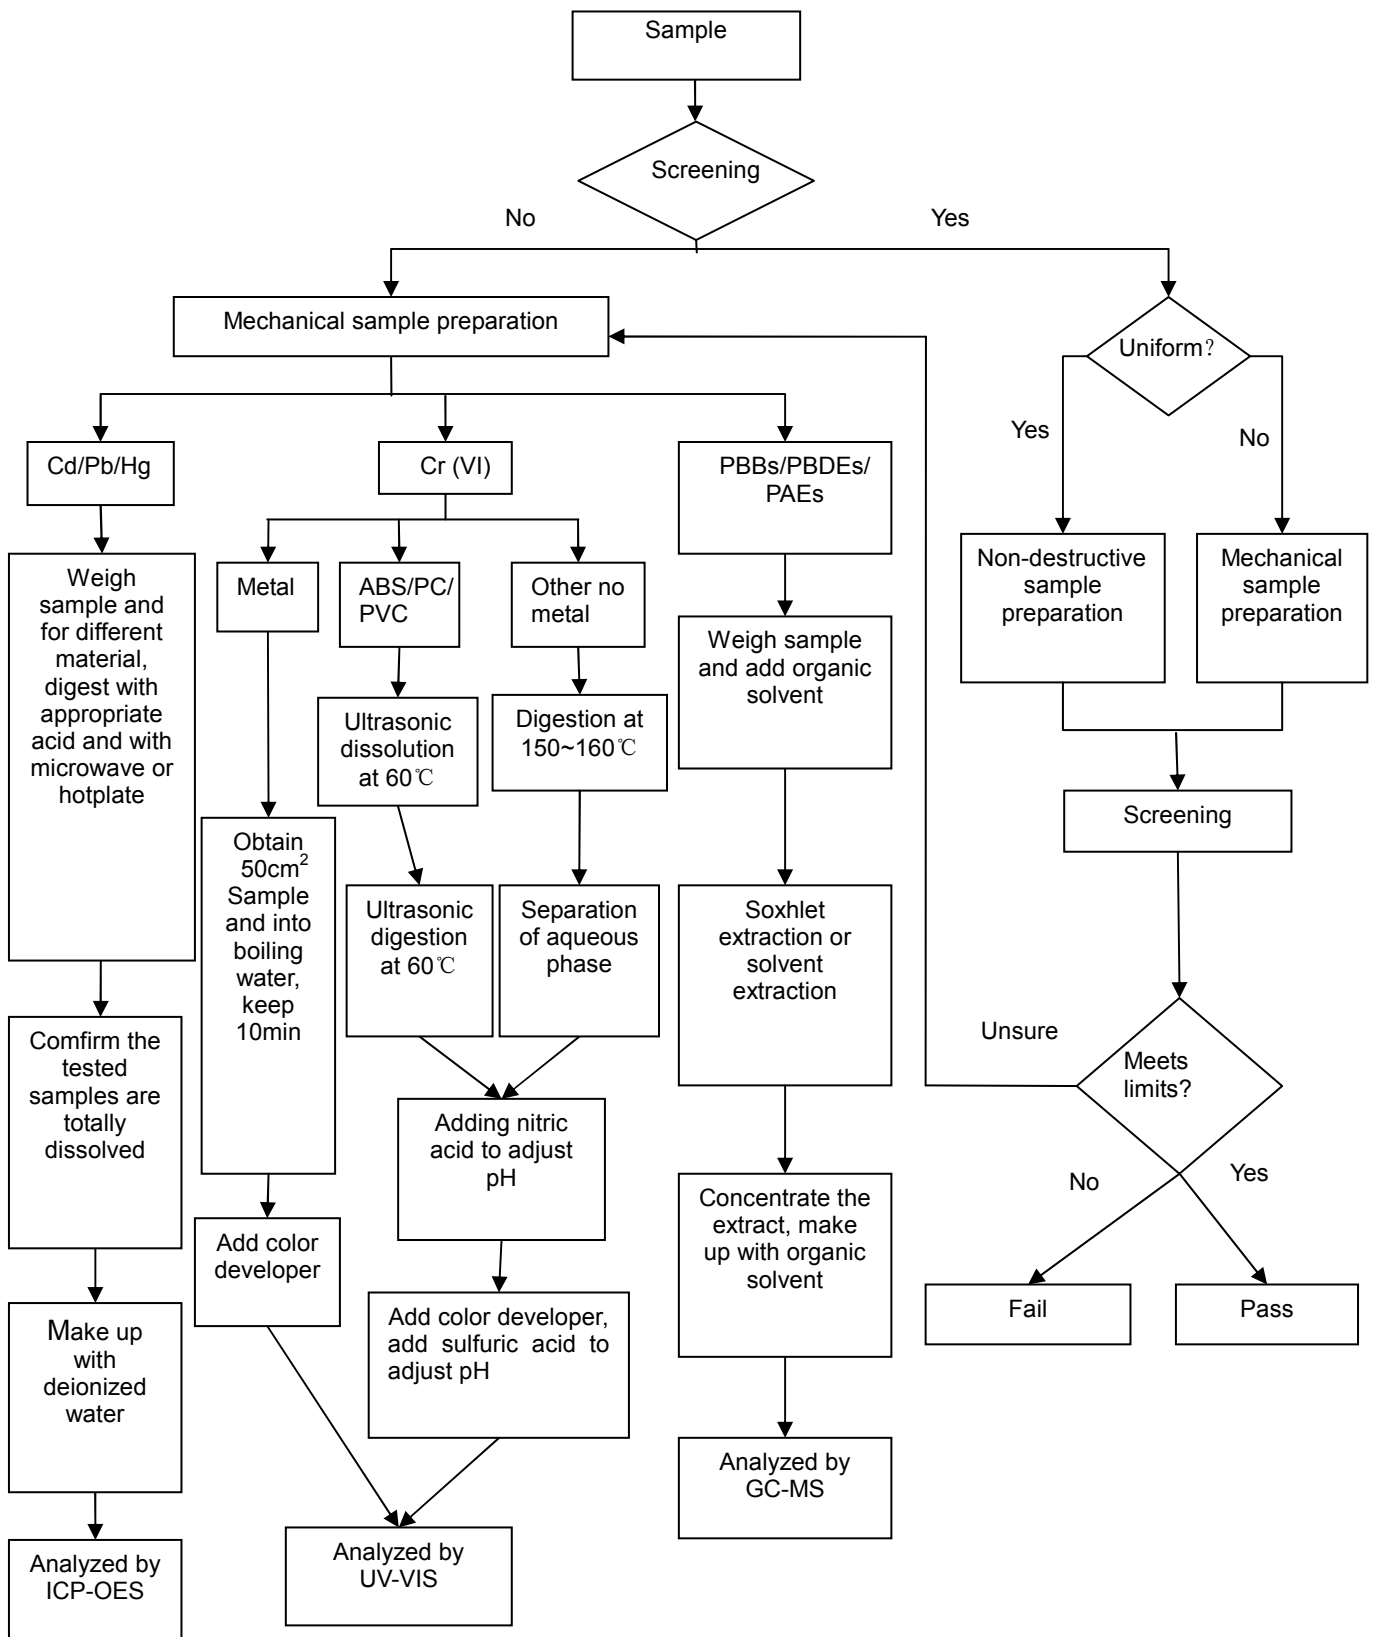 Sample
Screening
No
Yes
Mechanical sample preparation
Uniform？
Yes
No
Cd/Pb/Hg
Cr (VI)
PBBs/PBDEs/
PAEs
Non-destructive
sample
preparation
Mechanical
sample
preparation
Weigh
sample and
for different
material,
digest with
appropriate
acid and with
microwave or
hotplate
Metal
ABS/PC/
PVC
Other no
metal
Weigh sample
and add organic
solvent
Ultrasonic
dissolution
at 60℃
Digestion at
150~160℃
Screening
Obtain
50cm²
Sample
and into
boiling
water,
keep
10min
Ultrasonic
digestion
at 60℃
Separation
of aqueous
phase
Soxhlet
extraction or
solvent
extraction
Unsure
Meets
limits?
Comfirm the
tested
samples are
totally
dissolved
Adding nitric
acid to adjust
pH
No
Yes
Concentrate the
extract, make
up with organic
solvent
Add color
developer
Fail
Pass
Make up
with
deionized
water
Add color developer,
add sulfuric acid to
adjust pH
Analyzed by
GC-MS
Analyzed by
ICP-OES
Analyzed by
UV-VIS